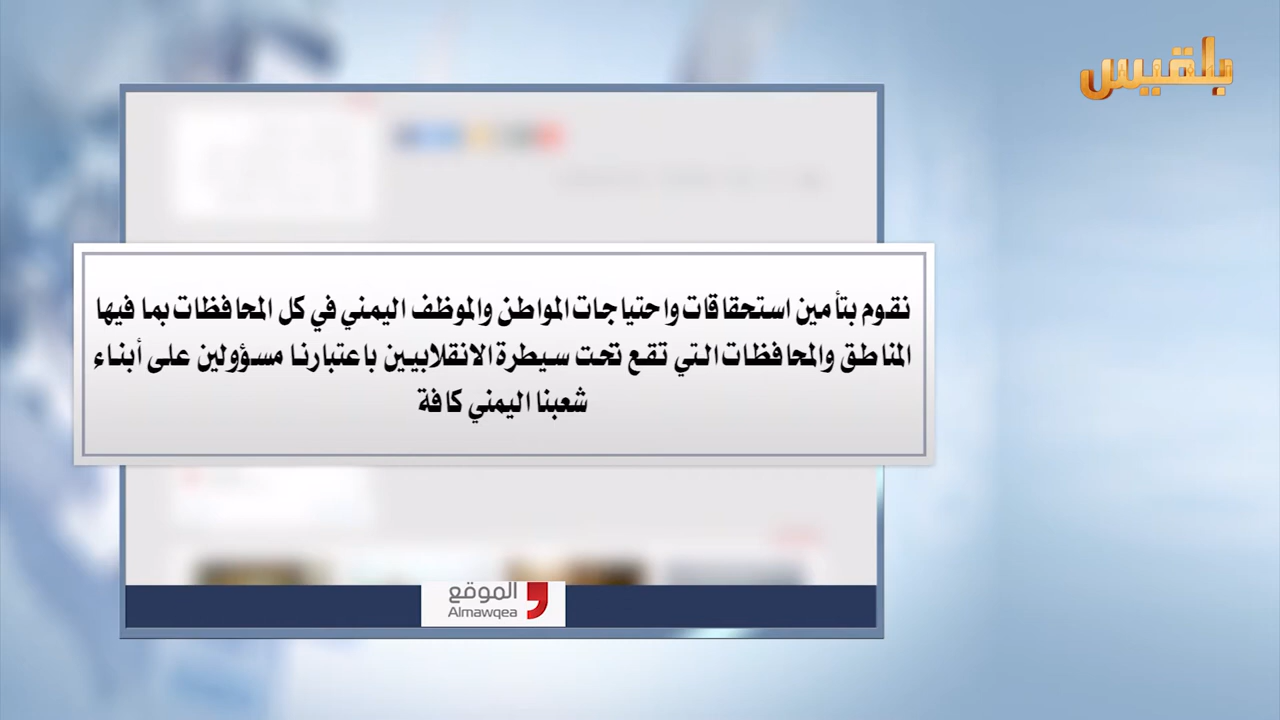 بلقيس
نقوم بتأمين استحقاقات واحتياجات المواطن والموظف اليمني في كل المحافظات بما فيها
المناطق والمحافظات التي تقع تحت سيطرة الانقلابيين باعتبارنا مسؤولين على أبناء
شعبنا اليمني كافة
الموقع
Almawqea